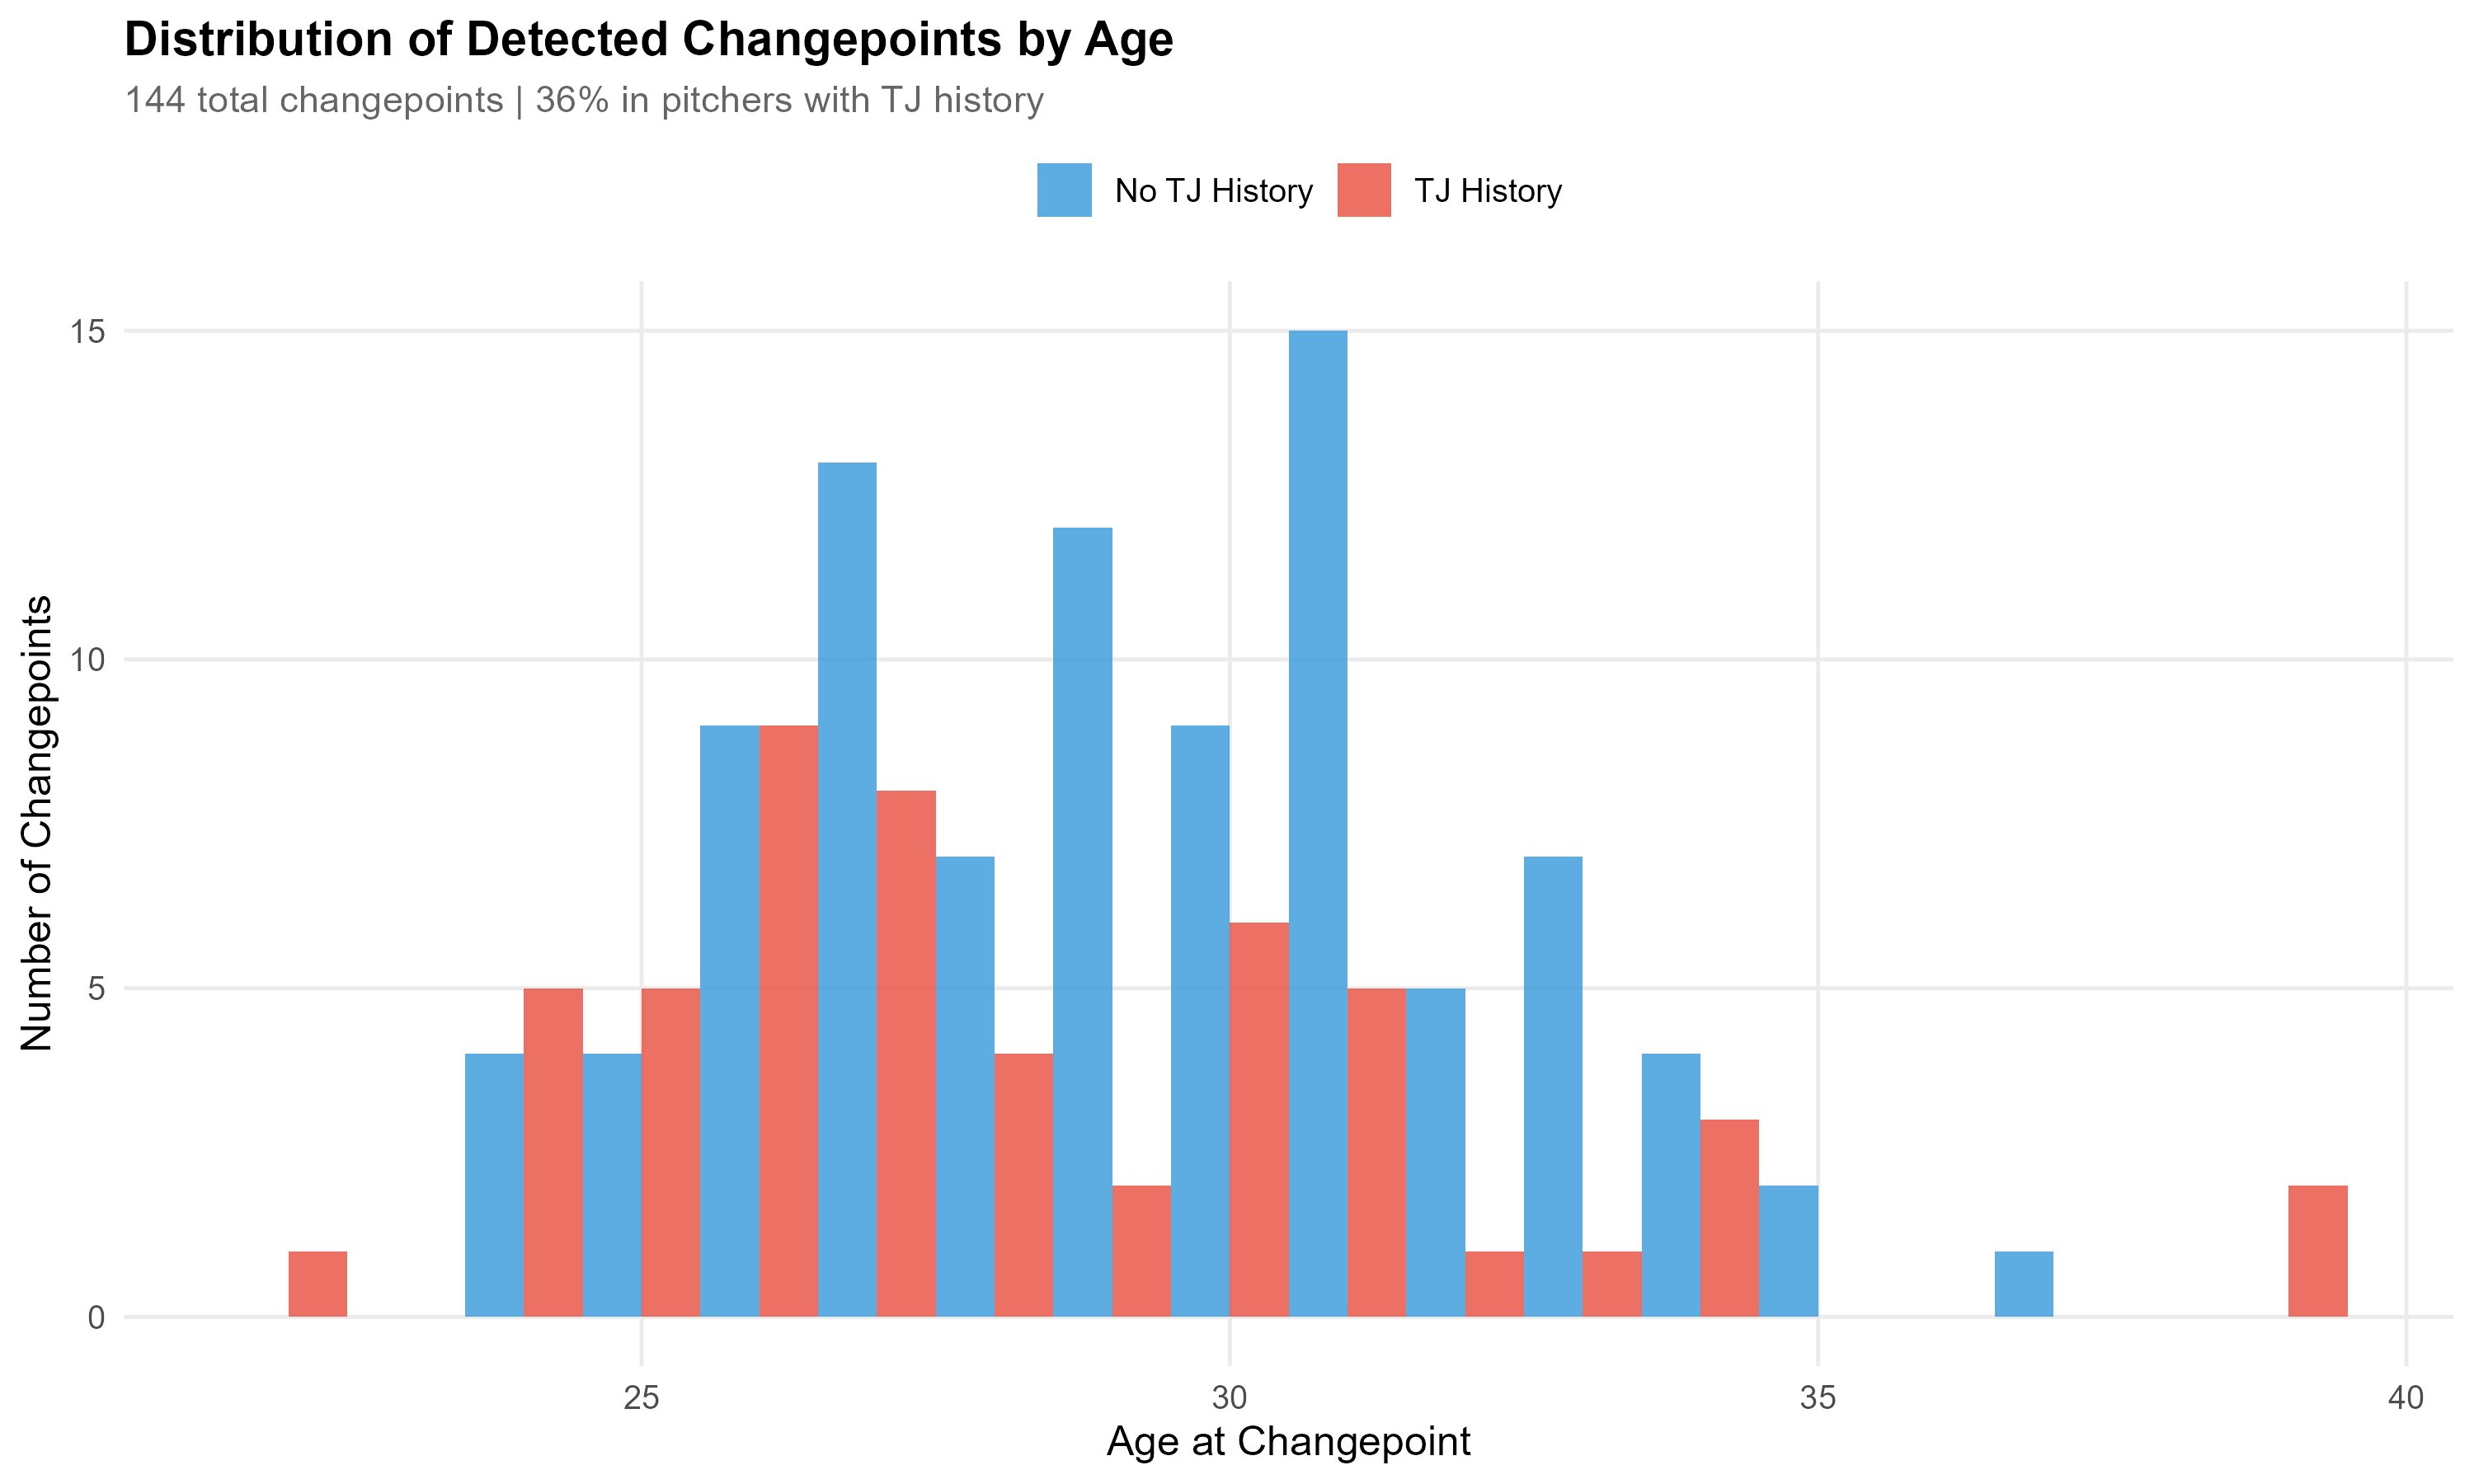 Distribution of Detected Changepoints by Age
144 total changepoints | 36% in pitchers with TJ history
No TJ History
TJ History
15
10
5
0
Number of Changepoints
25
30
35
40
Age at Changepoint